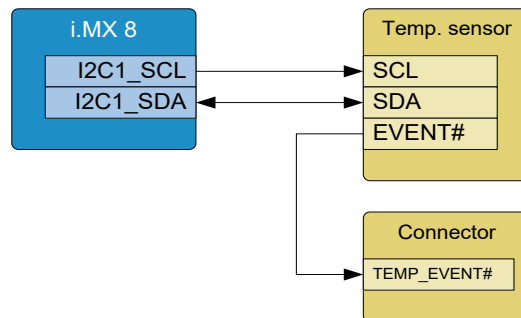 i.MX 8
I2C1_SCL
I2C1_SDA
Temp. sensor
SCL
SDA
EVENT#
Connector
TEMP_EVENT#